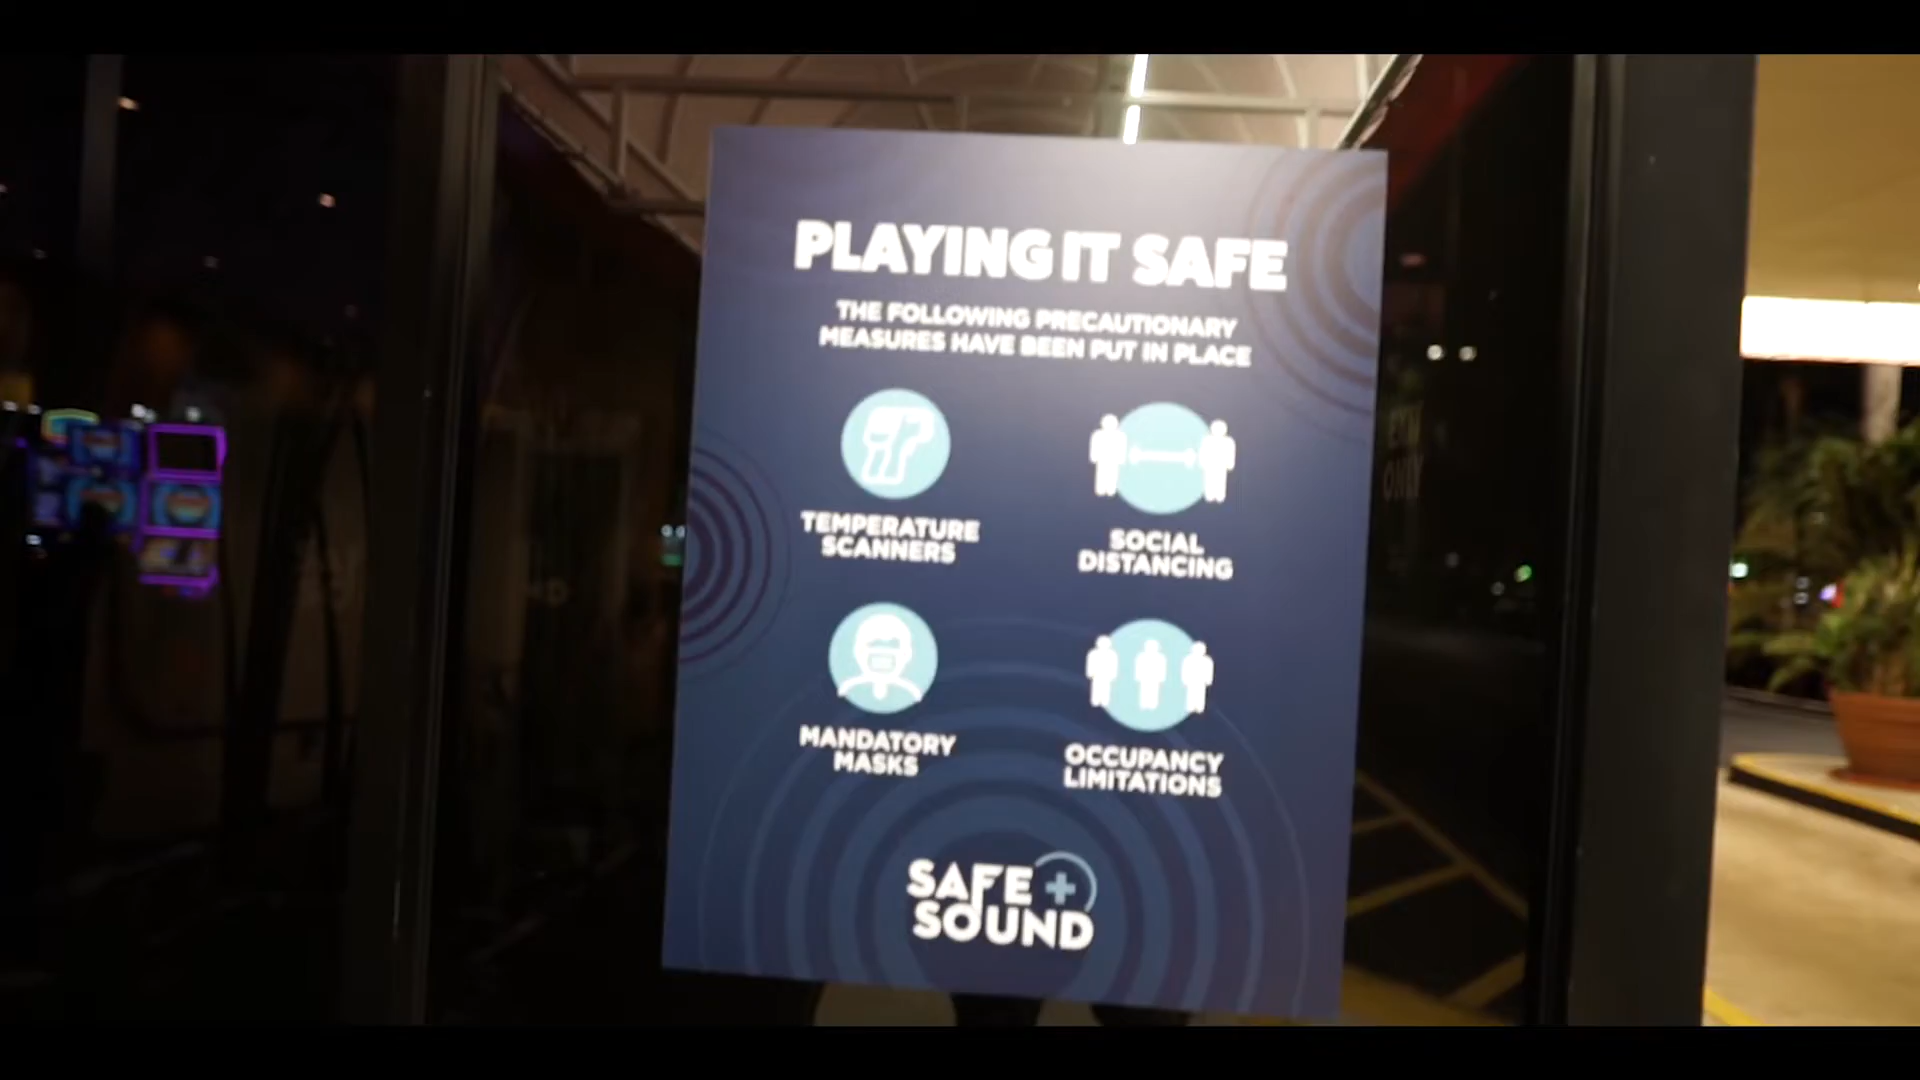 PLAYING IT SAFE
THE FOLLOWING PRECAUTIONARY
MEASURES HAVE BEEN PUT IN PLACE
TEMPERATURE
SCANNERS
SOCIAL
DISTANCING
MANDATORY
MASKS
OCCUPANCY
LIMITATIONS
SAFE +
SOUND